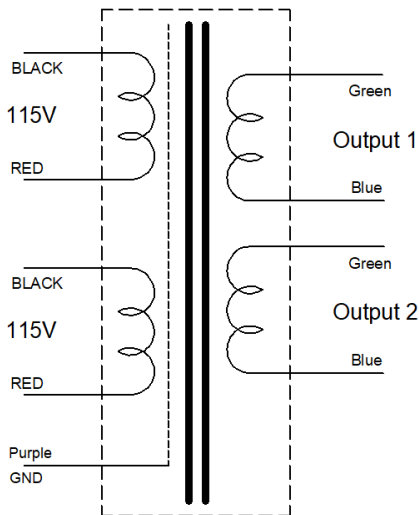 BLACK
115V
RED
Green
Output 1
Blue
BLACK
115V
RED
Green
Output 2
Blue
Purple
GND